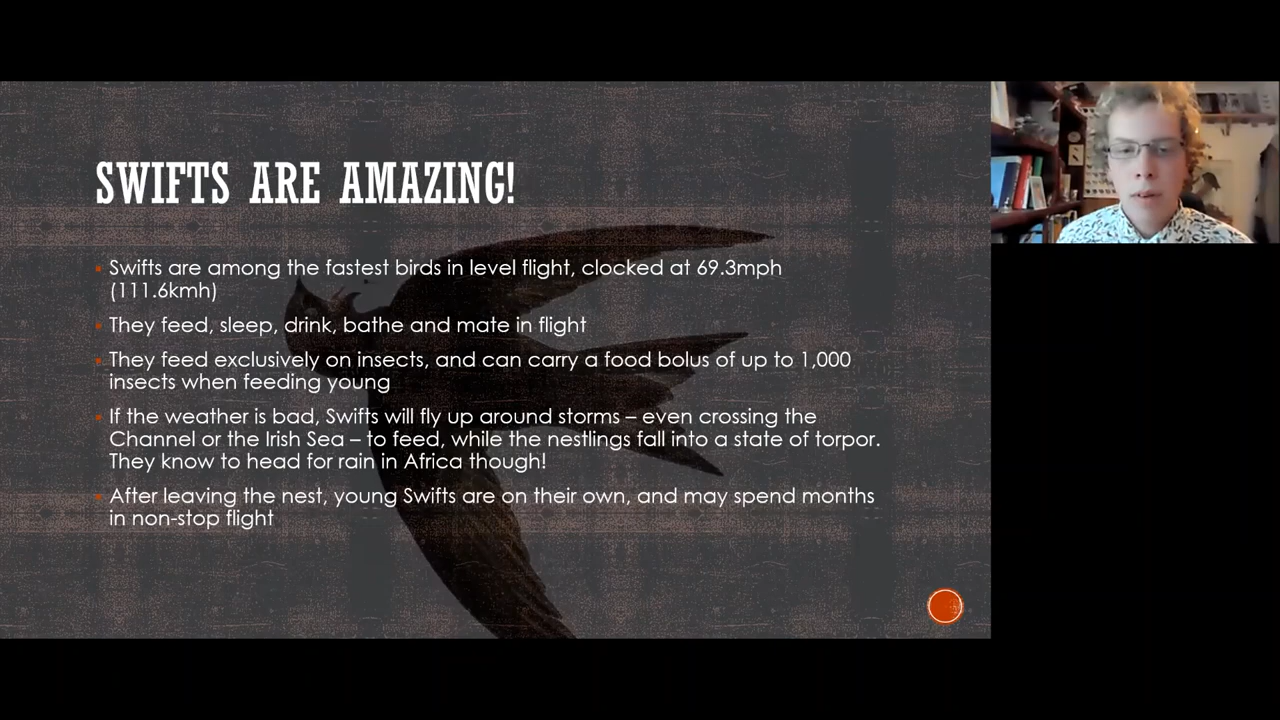 SWIFTS ARE AMAZING!
Swifts are among the fastest birds in level flight, clocked at 69.3mph
(111.6kmh)
They feed, sleep, drink, bathe and mate in flight
They feed exclusively on insects, and can carry a food bolus of up to 1,000
insects when feeding young
If the weather is bad, Swifts will fly up around storms – even crossing the
Channel or the Irish Sea – to feed, while the nestlings fall into a state of torpor.
They know to head for rain in Africa though!
After leaving the nest, young Swifts are on their own, and may spend months
in non-stop flight